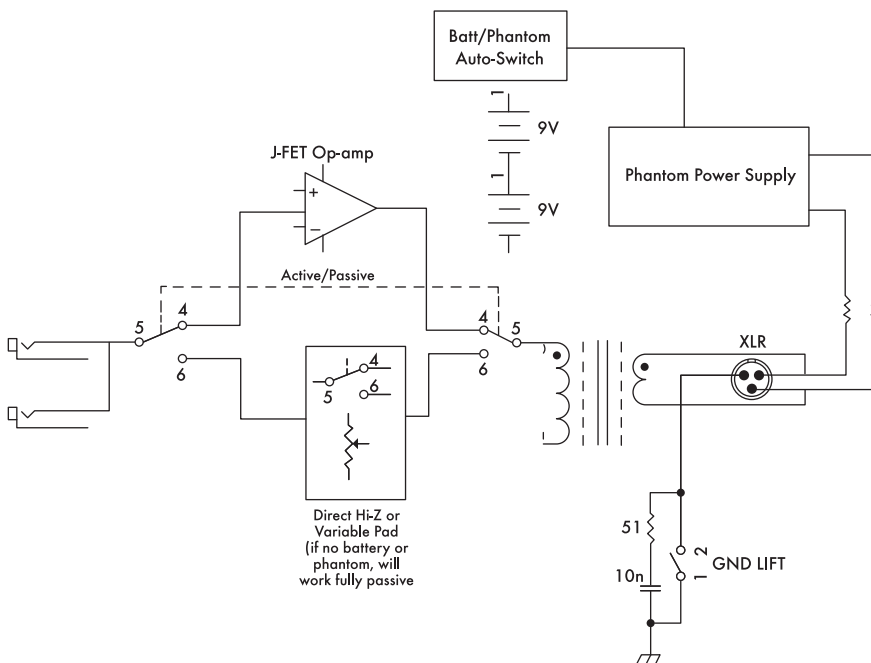 Batt/Phantom
Auto-Switch
1
9V
1
9V
Phantom Power Supply
J-FET Op-amp
+
−
Active/Passive
5
4
6
4
5
6
4
5
6
Direct Hi-Z or
Variable Pad
(if no battery or
phantom, will
work fully passive
XLR
51
10n
2
1
GND LIFT